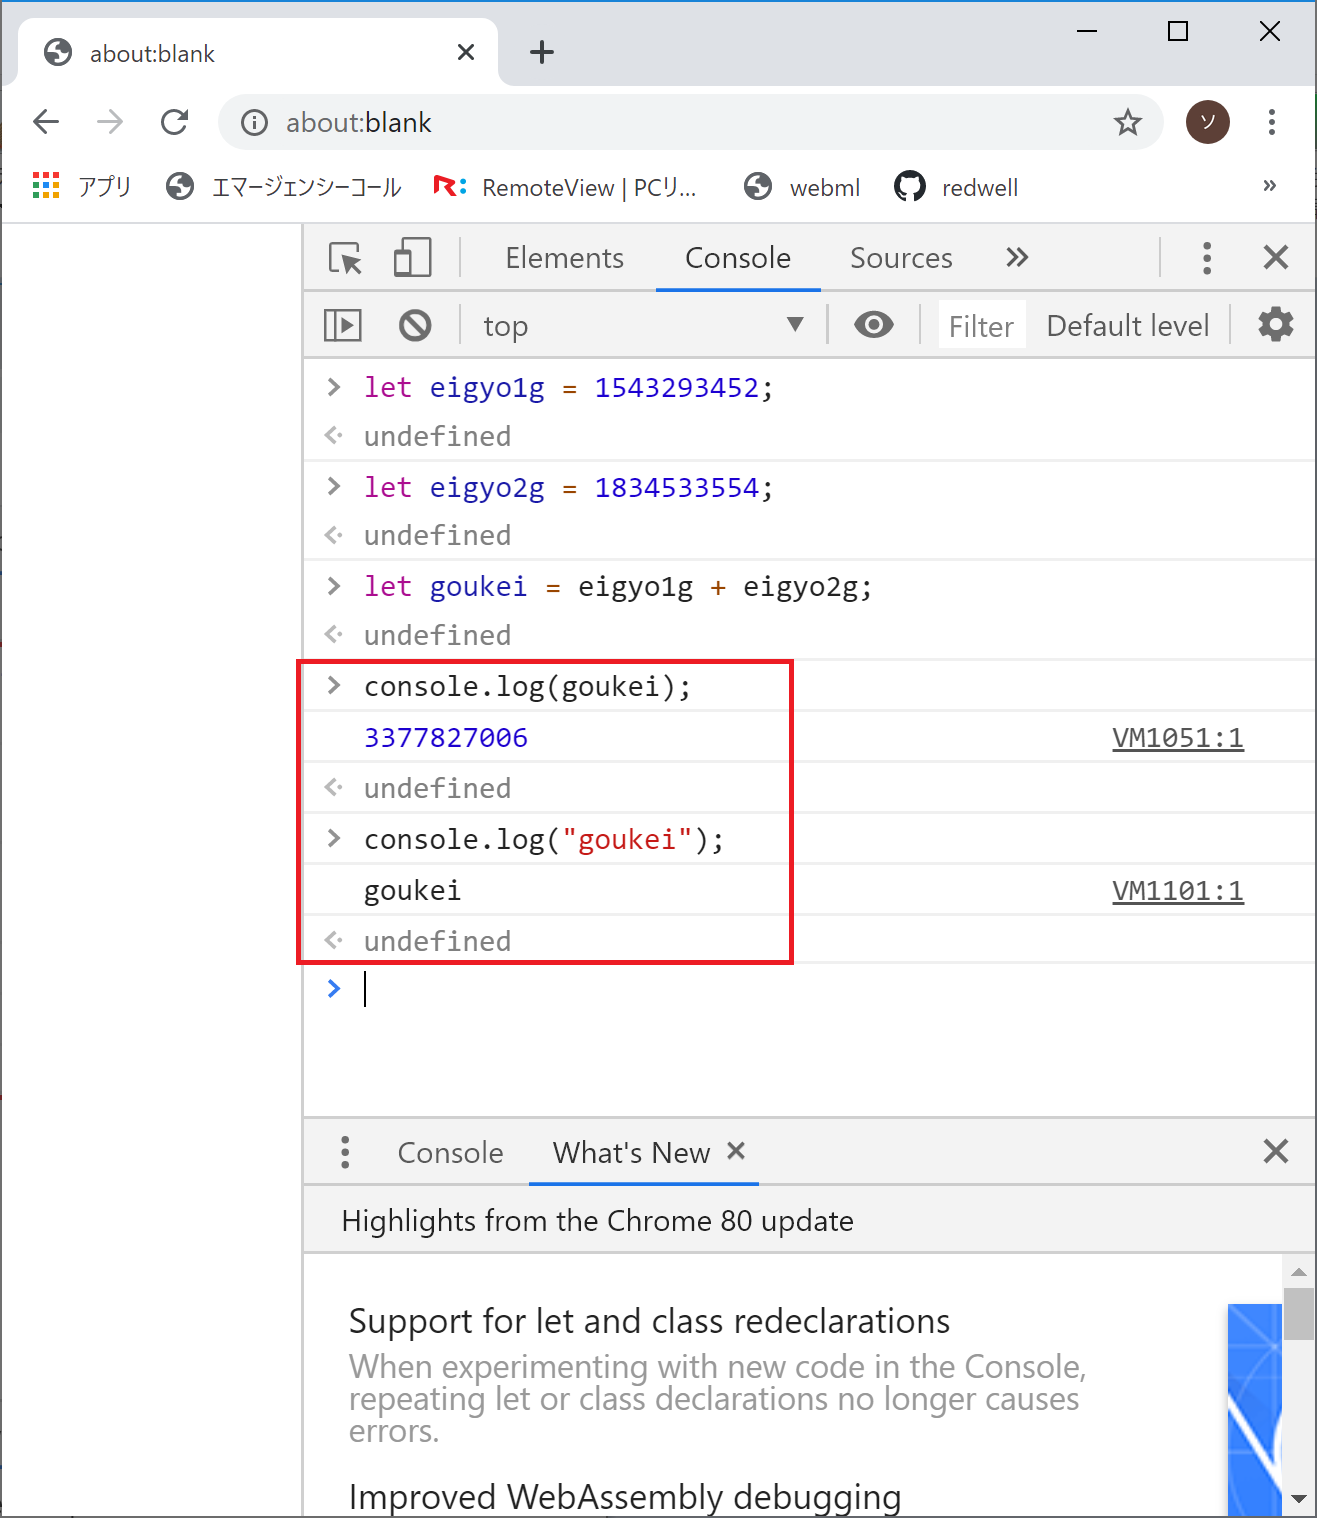 about:blank
about:blank
ソ
アプリ エマージェンシーコール RemoteView | PCリ... webml redwell »
Elements Console Sources »
top Filter Default level
> let eigyo1g = 1543293452;
undefined
> let eigyo2g = 1834533554;
undefined
> let goukei = eigyo1g + eigyo2g;
undefined
> console.log(goukei);
3377827006 VM1051:1
undefined
> console.log("goukei");
goukei VM1101:1
undefined
>
Console What's New
Highlights from the Chrome 80 update
Support for let and class redeclarations
When experimenting with new code in the Console,
repeating let or class declarations no longer causes
errors.
Improved WebAssembly debugging